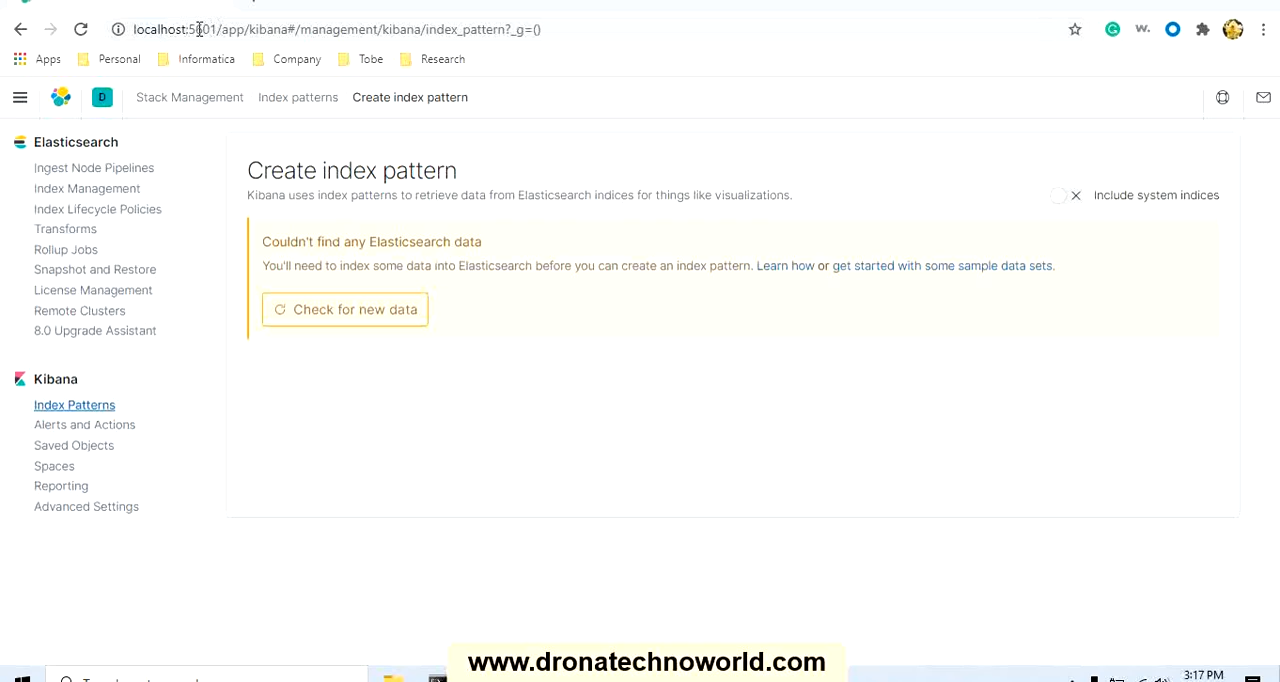 localhost:5601/app/kibana#/management/kibana/index_pattern?_g=()
Apps Personal Informatica Company Tobe Research
D Stack Management Index patterns Create index pattern
Elasticsearch
Ingest Node Pipelines
Index Management
Index Lifecycle Policies
Transforms
Rollup Jobs
Snapshot and Restore
License Management
Remote Clusters
8.0 Upgrade Assistant
Kibana
Index Patterns
Alerts and Actions
Saved Objects
Spaces
Reporting
Advanced Settings
Create index pattern
Kibana uses index patterns to retrieve data from Elasticsearch indices for things like visualizations.
Include system indices
Couldn't find any Elasticsearch data
You'll need to index some data into Elasticsearch before you can create an index pattern. Learn how or get started with some sample data sets.
Check for new data
www.dronatechnoworld.com
3:17 PM